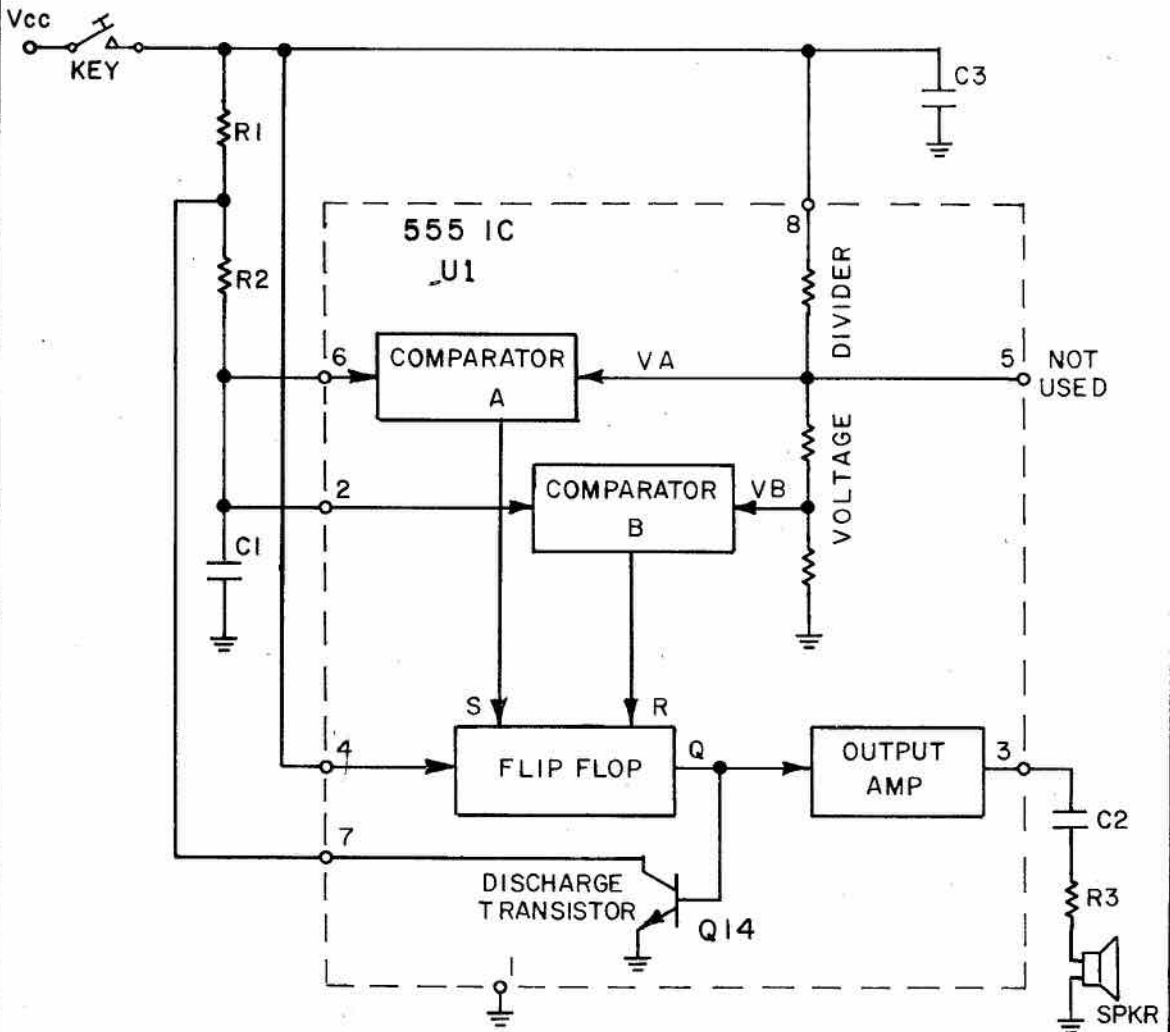 Vcc
KEY
C3
R1
8
555 IC
U1
R2
DIVIDER
6
COMPARATOR
A
VA
5
NOT
USED
VOLTAGE
2
COMPARATOR
B
VB
C1
S
R
4
FLIP FLOP
Q
OUTPUT
AMP
3
C2
7
DISCHARGE
TRANSISTOR
Q14
R3
1
SPKR